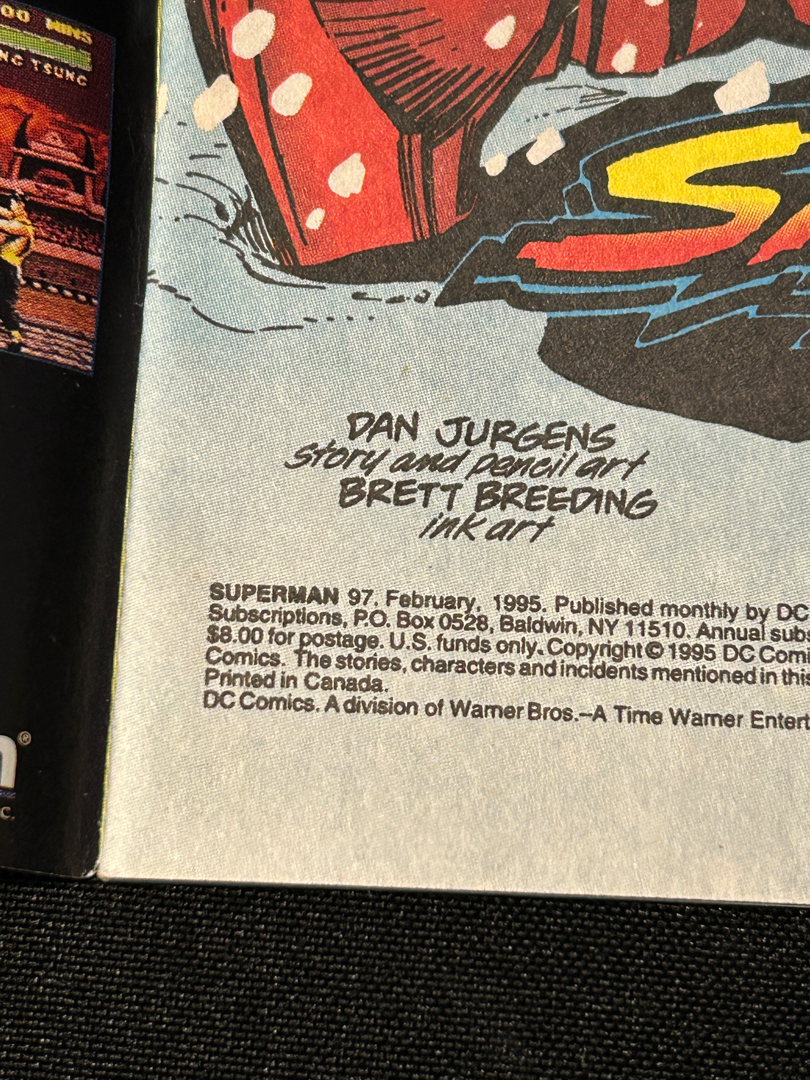 00 MINS
NG TSUNG
DAN JURGENS
story and pencil art
BRETT BREEDING
ink art
SUPERMAN 97, February, 1995. Published monthly by DC
Subscriptions, P.O. Box 0528, Baldwin, NY 11510. Annual subs
$8.00 for postage. U.S. funds only. Copyright © 1995 DC Comi
Comics. The stories, characters and incidents mentioned in this
Printed in Canada.
DC Comics. A division of Warner Bros.–A Time Warner Entert
m®
C.